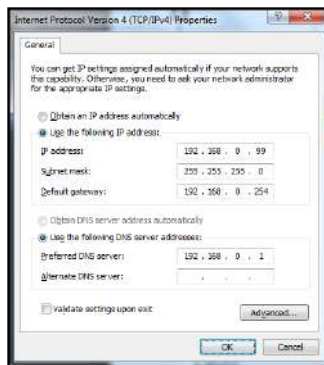 Internet Protocol Version 4 (TCP/IPv4) Properties
General
You can get IP settings assigned automatically if your network supports
this capability. Otherwise, you need to ask your network administrator
for the appropriate IP settings.
Obtain an IP address automatically
Use the following IP address:
IP address: 192 . 168 . 0 . 99
Subnet mask: 255 . 255 . 255 . 0
Default gateway: 192 . 168 . 0 . 254
Obtain DNS server address automatically
Use the following DNS server addresses:
Preferred DNS server: 192 . 168 . 0 . 1
Alternate DNS server: . . .
Validate settings upon exit
Advanced...
OK Cancel